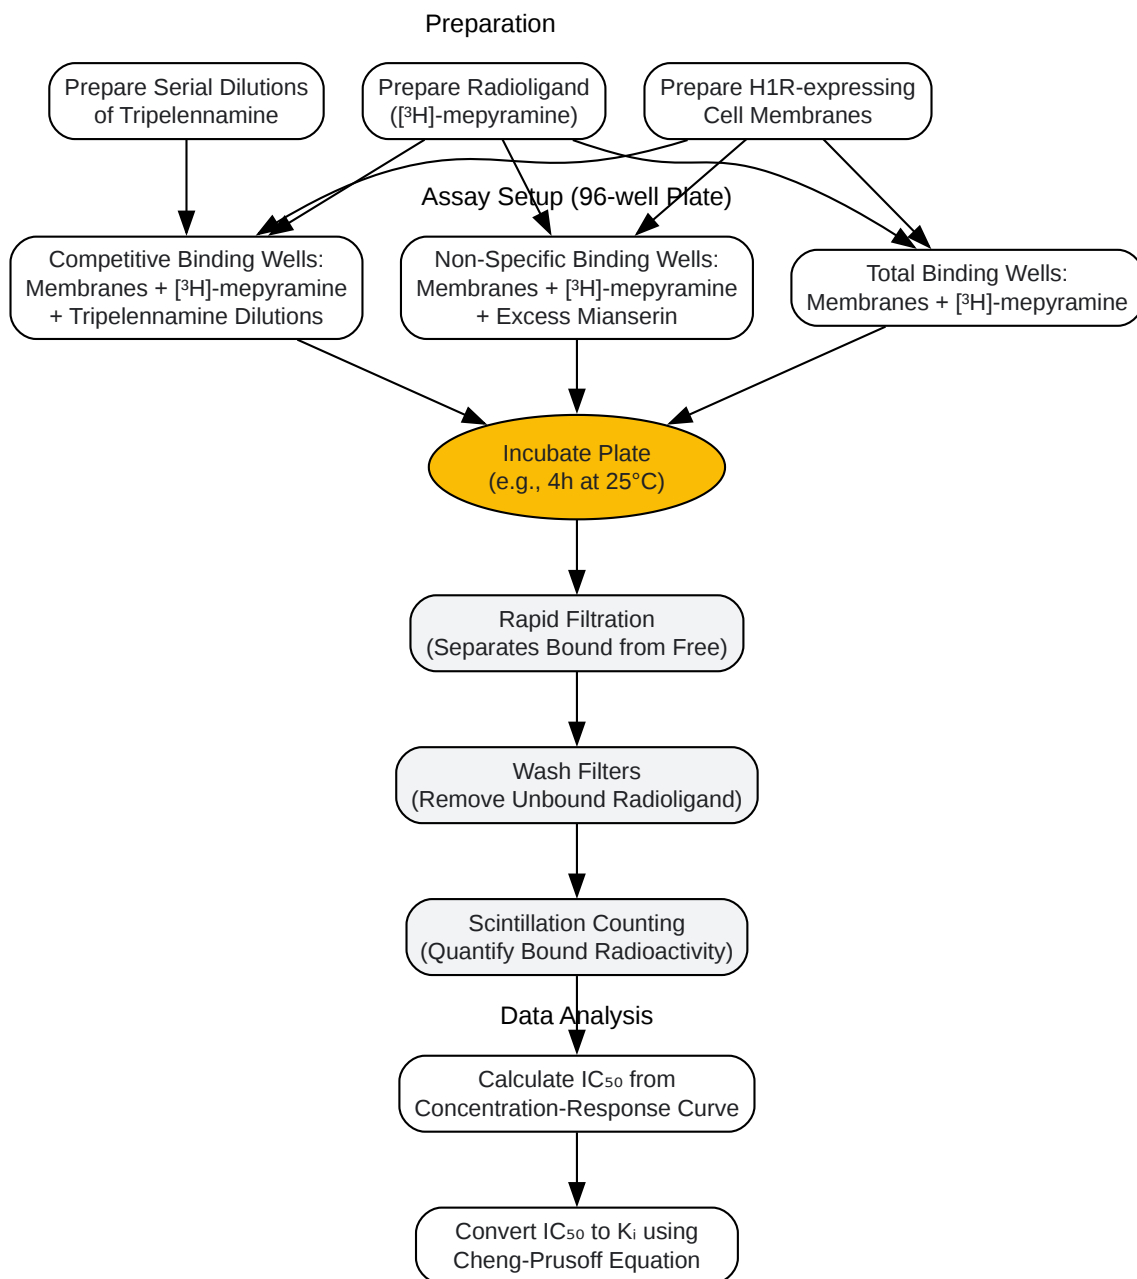 Preparation
Prepare Serial Dilutions
of Tripelennamine
Prepare Radioligand
([³H]-mepyramine)
Prepare H1R-expressing
Cell Membranes
Assay Setup (96-well Plate)
Competitive Binding Wells:
Membranes + [³H]-mepyramine
+ Tripelennamine Dilutions
Non-Specific Binding Wells:
Membranes + [³H]-mepyramine
+ Excess Mianserin
Total Binding Wells:
Membranes + [³H]-mepyramine
Incubate Plate
(e.g., 4h at 25°C)
Rapid Filtration
(Separates Bound from Free)
Wash Filters
(Remove Unbound Radioligand)
Scintillation Counting
(Quantify Bound Radioactivity)
Data Analysis
Calculate IC₅₀ from
Concentration-Response Curve
Convert IC₅₀ to Kᵢ using
Cheng-Prusoff Equation